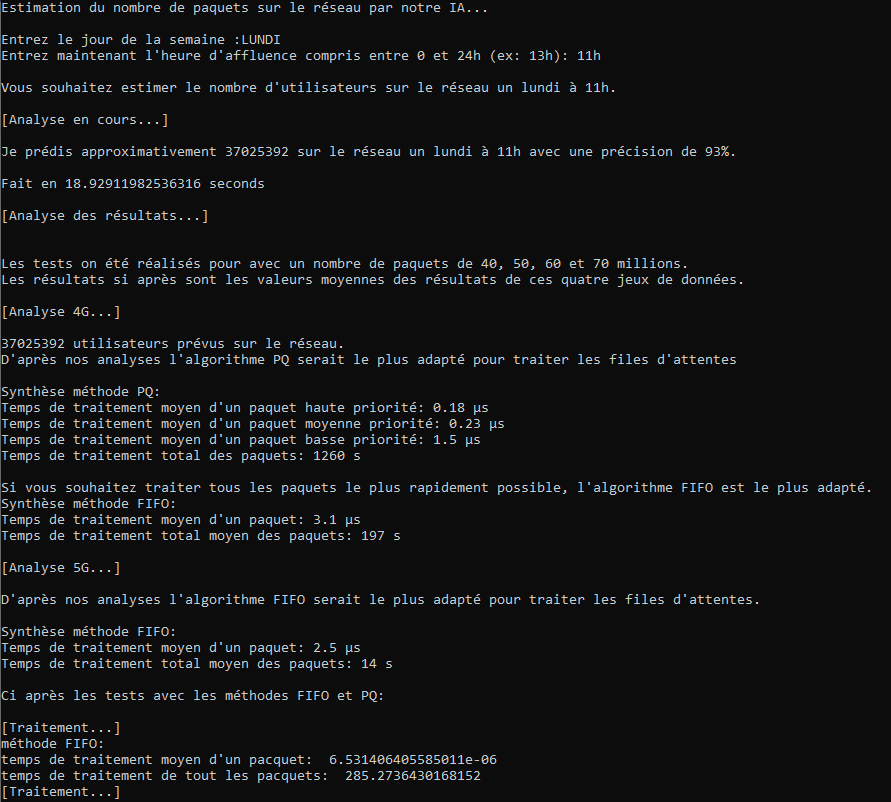 Estimation du nombre de paquets sur le réseau par notre IA...
Entrez le jour de la semaine :LUNDI
Entrez maintenant l'heure d'affluence compris entre 0 et 24h (ex: 13h): 11h
Vous souhaitez estimer le nombre d'utilisateurs sur le réseau un lundi à 11h.
[Analyse en cours...]
Je prédis approximativement 37025392 sur le réseau un lundi à 11h avec une précision de 93%.
Fait en 18.92911982536316 seconds
[Analyse des résultats...]
Les tests on été réalisés pour avec un nombre de paquets de 40, 50, 60 et 70 millions.
Les résultats si après sont les valeurs moyennes des résultats de ces quatre jeux de données.
[Analyse 4G...]
37025392 utilisateurs prévus sur le réseau.
D'après nos analyses l'algorithme PQ serait le plus adapté pour traiter les files d'attentes
Synthèse méthode PQ:
Temps de traitement moyen d'un paquet haute priorité: 0.18 µs
Temps de traitement moyen d'un paquet moyenne priorité: 0.23 µs
Temps de traitement moyen d'un paquet basse priorité: 1.5 µs
Temps de traitement total des paquets: 1260 s
Si vous souhaitez traiter tous les paquets le plus rapidement possible, l'algorithme FIFO est le plus adapté.
Synthèse méthode FIFO:
Temps de traitement moyen d'un paquet: 3.1 µs
Temps de traitement total moyen des paquets: 197 s
[Analyse 5G...]
D'après nos analyses l'algorithme FIFO serait le plus adapté pour traiter les files d'attentes.
Synthèse méthode FIFO:
Temps de traitement moyen d'un paquet: 2.5 µs
Temps de traitement total moyen des paquets: 14 s
Ci après les tests avec les méthodes FIFO et PQ:
[Traitement...]
méthode FIFO:
temps de traitement moyen d'un pacquet:  6.531406405585011e-06
temps de traitement de tout les pacquets:  285.2736430168152
[Traitement...]